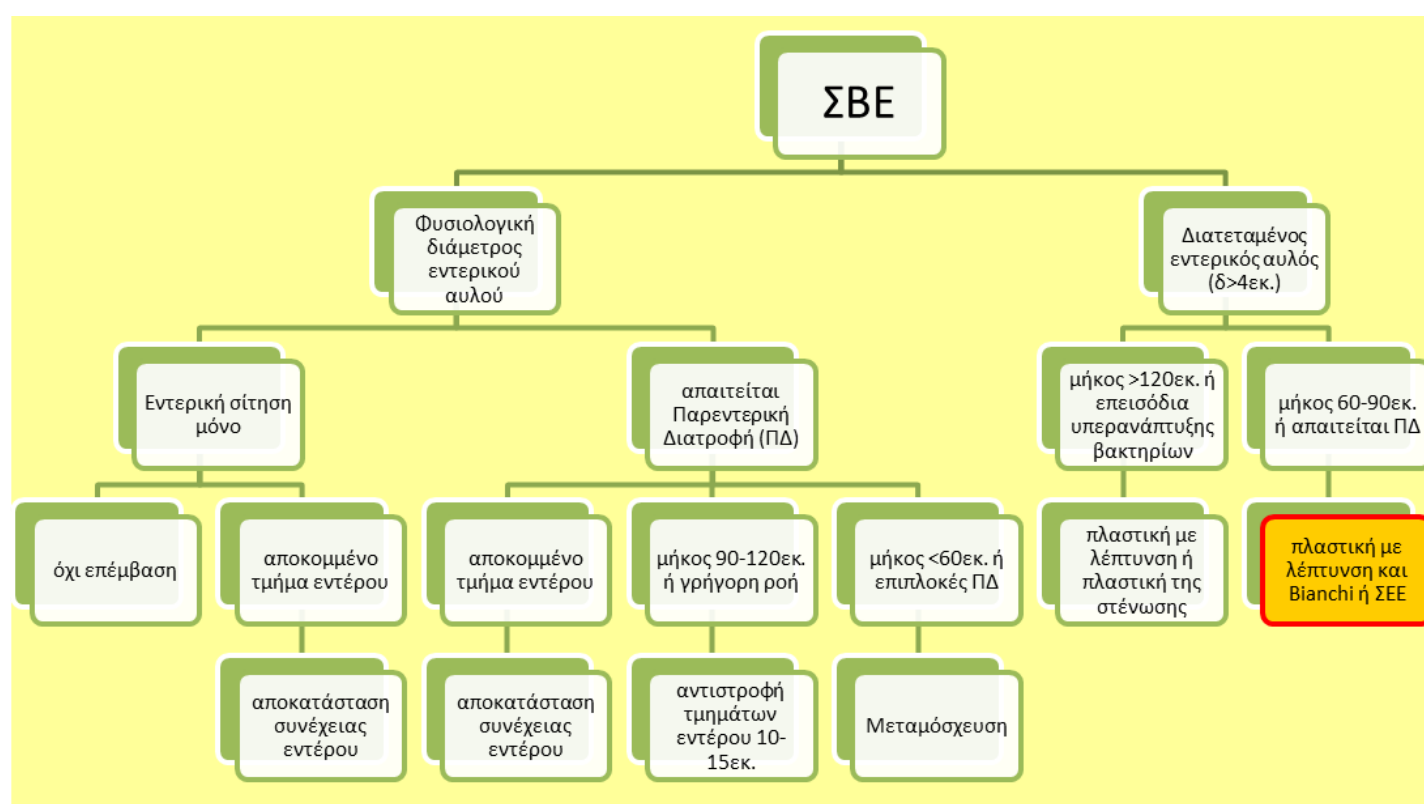 ΣΒΕ
Φυσιολογική
διάμετρος
εντερικού
αυλού
Διατεταμένος
εντερικός αυλός
(δ>4εκ.)
Εντερική σίτηση
μόνο
απαιτείται
Παρεντερική
Διατροφή (ΠΔ)
μήκος >120εκ. ή
επεισόδια
υπερανάπτυξης
βακτηρίων
μήκος 60-90εκ.
ή απαιτείται ΠΔ
όχι επέμβαση
αποκομμένο
τμήμα εντέρου
αποκομμένο
τμήμα εντέρου
μήκος 90-120εκ.
ή γρήγορη ροή
μήκος <60εκ. ή
επιπλοκές ΠΔ
πλαστική με
λέπτυνση ή
πλαστική της
στένωσης
πλαστική με
λέπτυνση και
Bianchi ή ΣΕΕ
αποκατάσταση
συνέχειας
εντέρου
αποκατάσταση
συνέχειας
εντέρου
αντιστροφή
τμημάτων
εντέρου 10-
15εκ.
Μεταμόσχευση